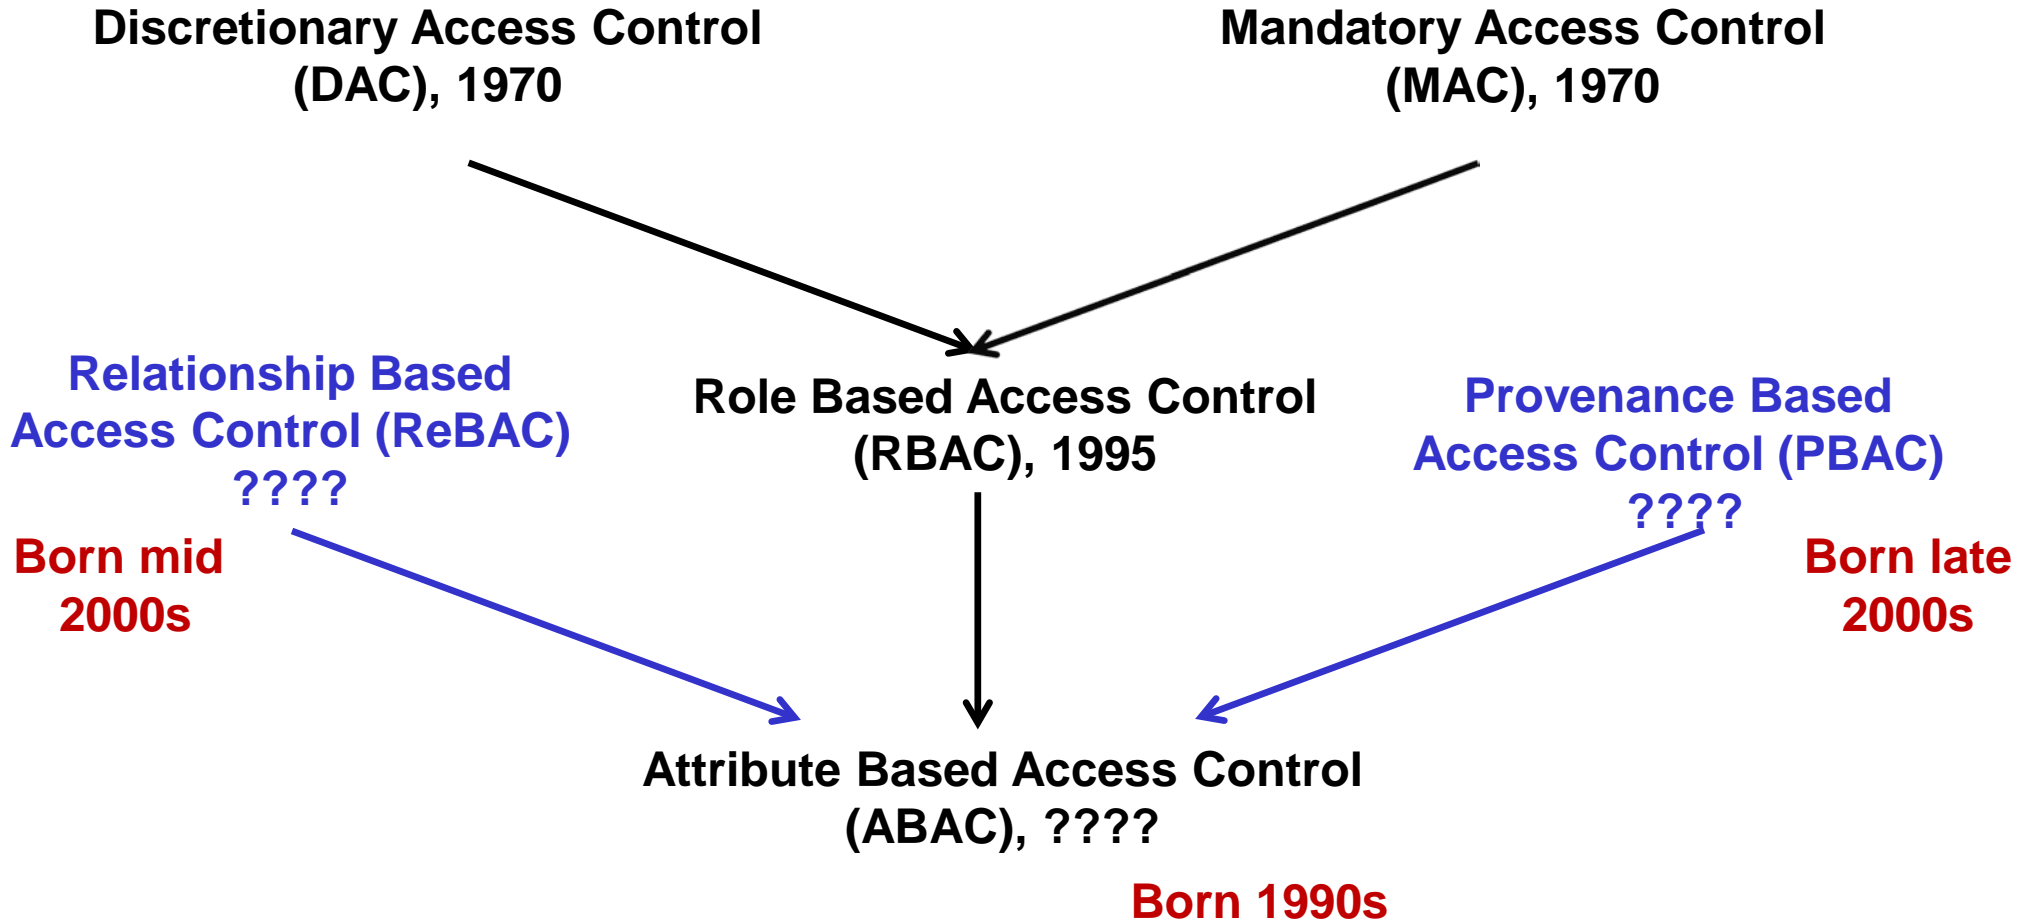 Discretionary Access Control
(DAC), 1970
Mandatory Access Control
(MAC), 1970
Relationship Based
Access Control (ReBAC)
????
Born mid
2000s
Role Based Access Control
(RBAC), 1995
Provenance Based
Access Control (PBAC)
????
Born late
2000s
Attribute Based Access Control
(ABAC), ????
Born 1990s